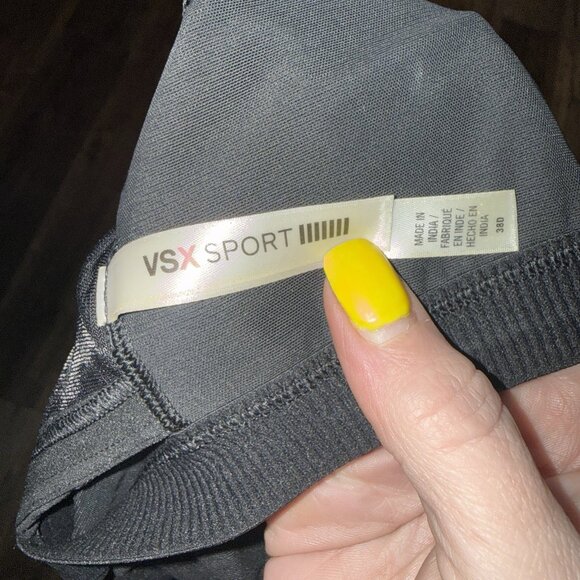 VSX SPORT
MADE IN
INDIA /
FABRIQUÉ
EN INDE /
HECHO EN
INDIA
38D